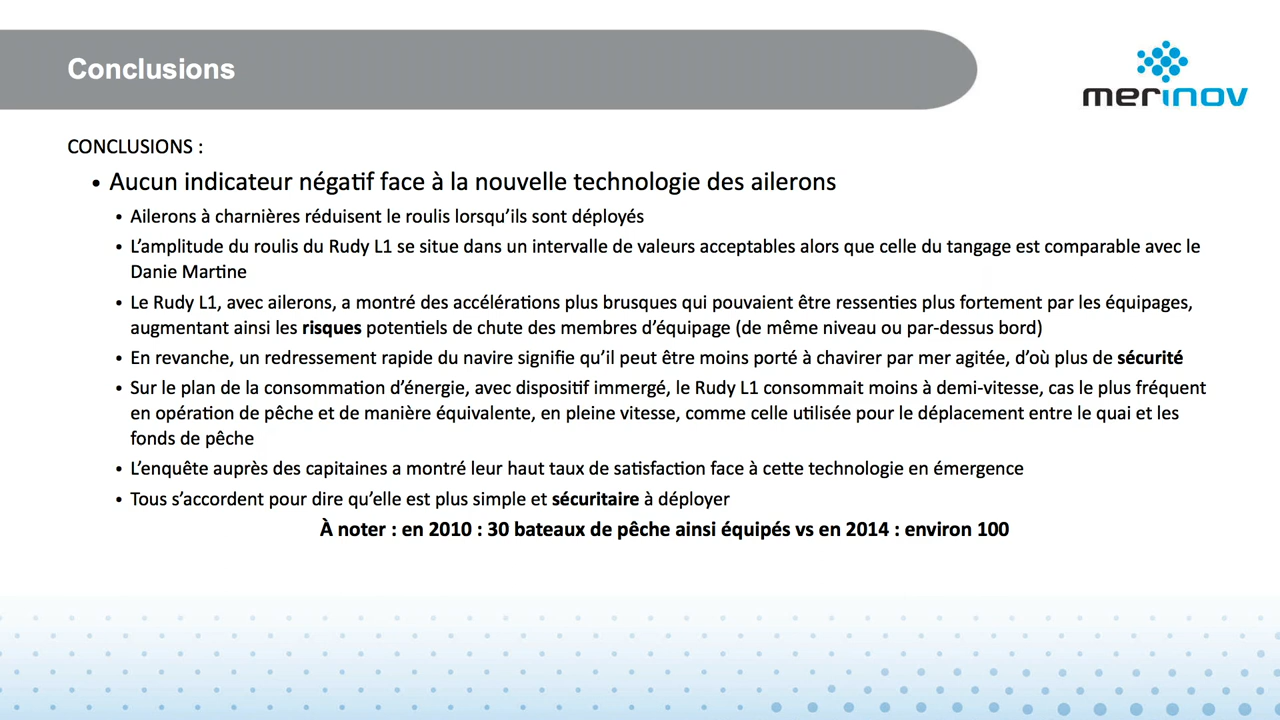 Conclusions
merinov
CONCLUSIONS :
• Aucun indicateur négatif face à la nouvelle technologie des ailerons
• Ailerons à charnières réduisent le roulis lorsqu’ils sont déployés
• L’amplitude du roulis du Rudy L1 se situe dans un intervalle de valeurs acceptables alors que celle du tangage est comparable avec le
Danie Martine
• Le Rudy L1, avec ailerons, a montré des accélérations plus brusques qui pouvaient être ressenties plus fortement par les équipages,
augmentant ainsi les risques potentiels de chute des membres d’équipage (de même niveau ou par-dessus bord)
• En revanche, un redressement rapide du navire signifie qu’il peut être moins porté à chavirer par mer agitée, d’où plus de sécurité
• Sur le plan de la consommation d’énergie, avec dispositif immergé, le Rudy L1 consommait moins à demi-vitesse, cas le plus fréquent
en opération de pêche et de manière équivalente, en pleine vitesse, comme celle utilisée pour le déplacement entre le quai et les
fonds de pêche
• L’enquête auprès des capitaines a montré leur haut taux de satisfaction face à cette technologie en émergence
• Tous s’accordent pour dire qu’elle est plus simple et sécuritaire à déployer
À noter : en 2010 : 30 bateaux de pêche ainsi équipés vs en 2014 : environ 100